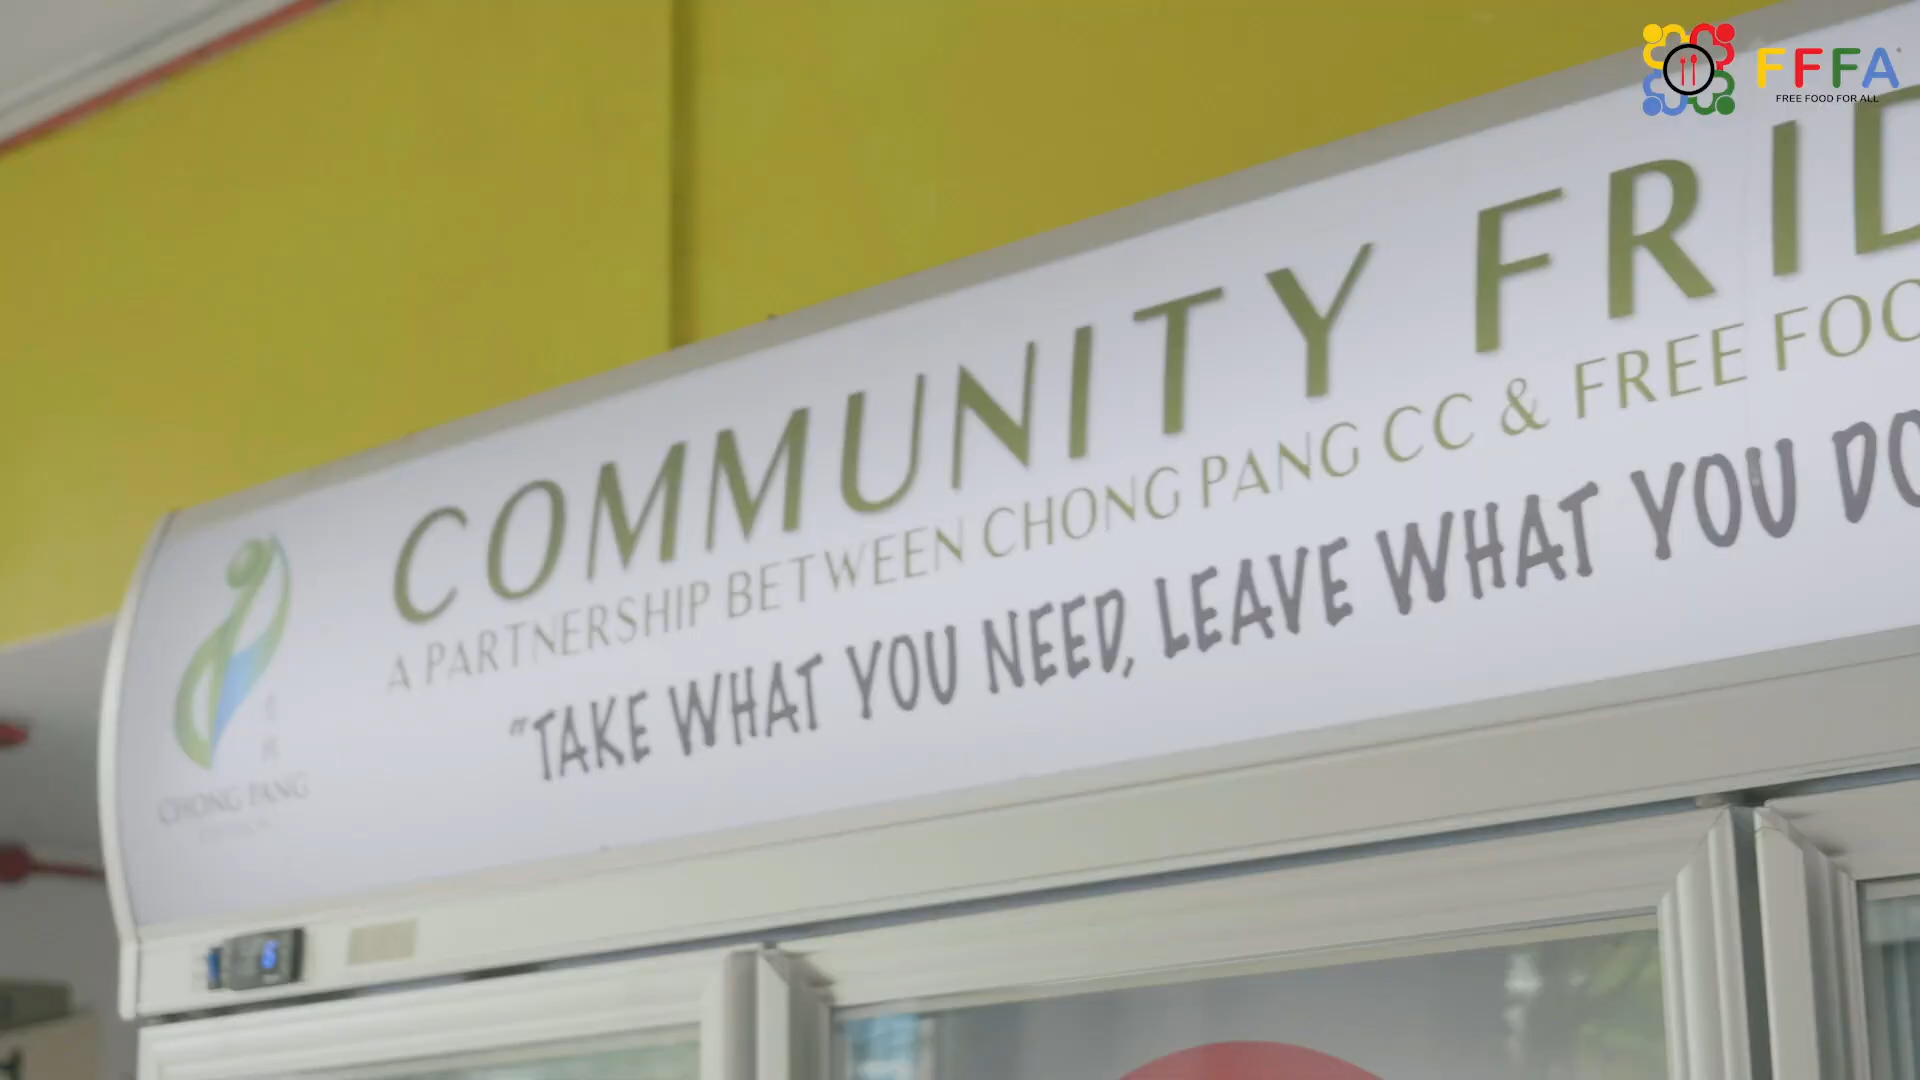 FFFA
FREE FOOD FOR ALL
COMMUNITY FRID
A PARTNERSHIP BETWEEN CHONG PANG CC & FREE FOO
"TAKE WHAT YOU NEED, LEAVE WHAT YOU DO
CHONG PANG